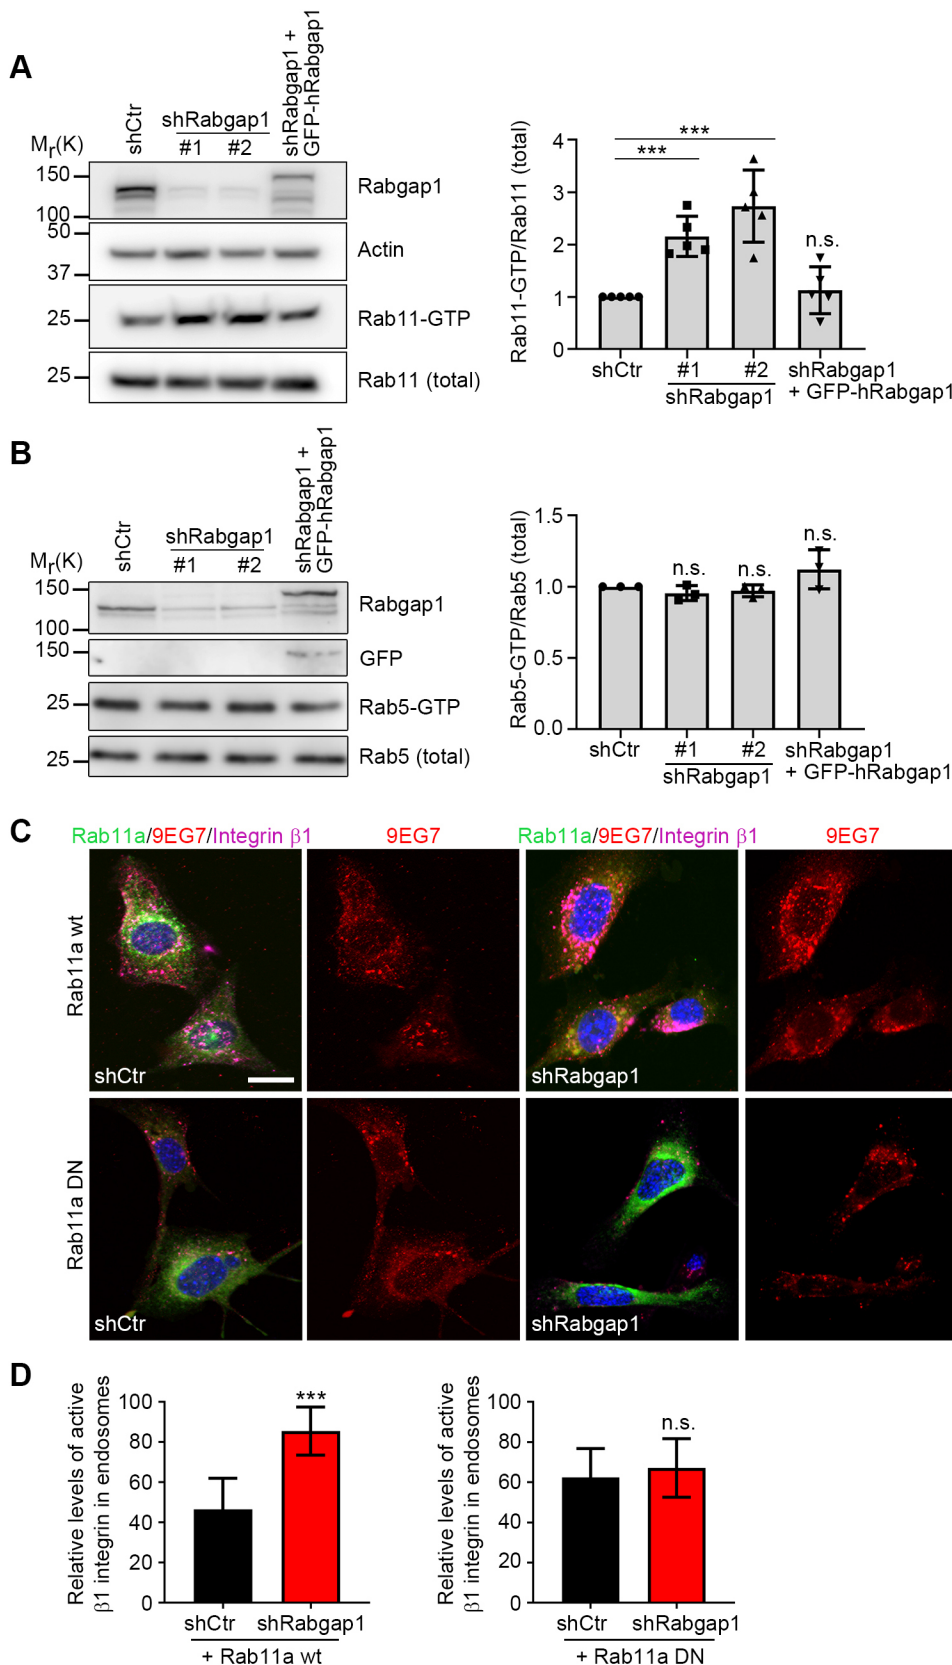 A
M
r(K)
shCtr
shRabgap1
#1 #2
shRabgap1 +
GFP-hRabgap1
150
100
Rabgap1
50
37
Actin
25
Rab11-GTP
25
Rab11 (total)
Rab11-GTP/Rab11 (total)
4
3
2
1
0
***
***
n.s.
shCtr
#1 #2
shRabgap1
shRabgap1
+ GFP-hRabgap1
B
Mr(K)
shCtr
shRabgap1
#1 #2
shRabgap1 +
GFP-hRabgap1
150
100
Rabgap1
150
GFP
25
Rab5-GTP
25
Rab5 (total)
Rab5-GTP/Rab5 (total)
1.5
1.0
0.5
0.0
n.s.
n.s.
n.s.
shCtr
#1 #2
shRabgap1
shRabgap1
+ GFP-hRabgap1
C
Rab11a/9EG7/Integrin β1
9EG7
Rab11a/9EG7/Integrin β1
9EG7
Rab11a wt
shCtr
shRabgap1
Rab11a DN
shCtr
shRabgap1
D
Relative levels of active
β1 integrin in endosomes
100
80
60
40
20
0
***
shCtr shRabgap1
+ Rab11a wt
Relative levels of active
β1 integrin in endosomes
100
80
60
40
20
0
n.s.
shCtr shRabgap1
+ Rab11a DN